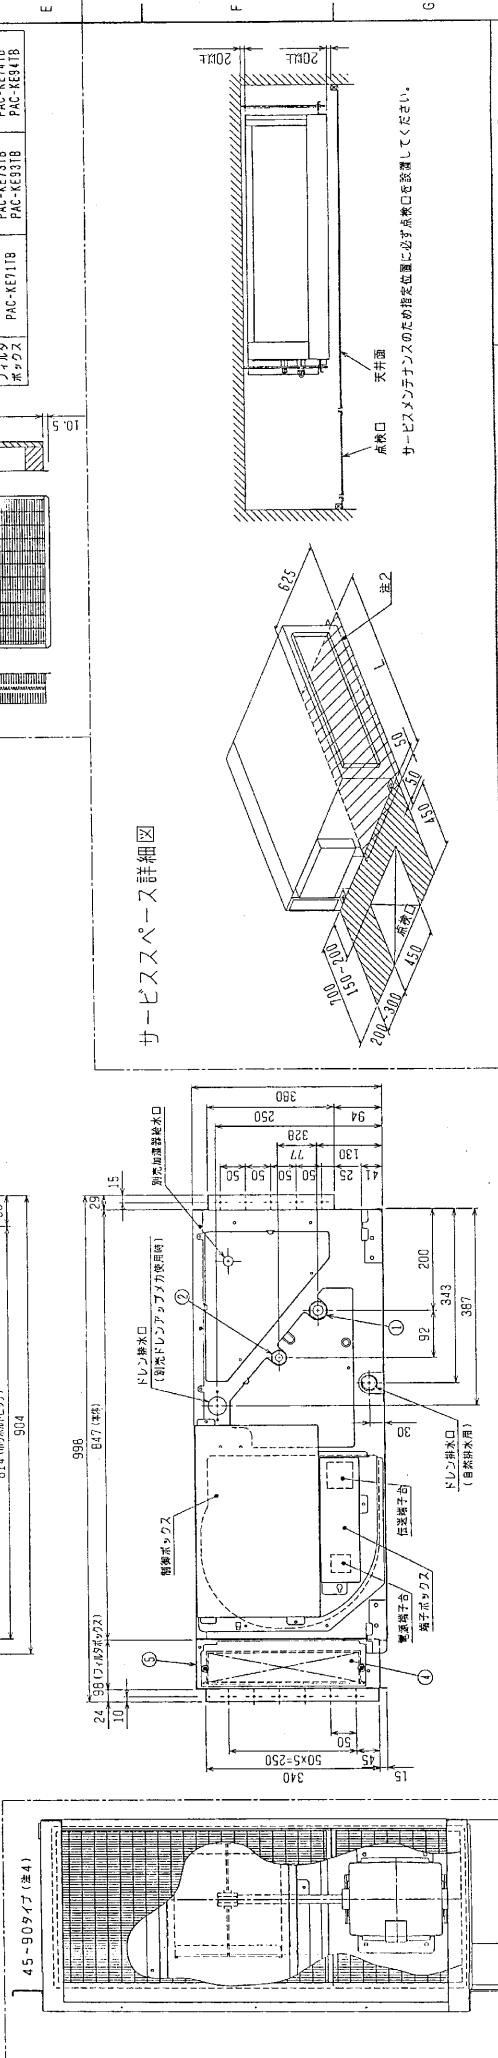 E
F
G
フィルタ
ボックス
PAC-KE71TB
PAC-KE93TB
PAC-KE94TB
10.5
サービススペース詳細図
20以上
20以上
点検口
天井面
サービスメンテナンスのため指定位置に必ず点検口を設置してください。
625
注2
L
50
50
450
点検口
450
700
150~200
200~300
904
998
847(本体)
98(フィルタボックス)
24
10
29
15
ドレン排水口
(別売ドレンアップメカ使用時)
別売加湿器給水口
制御ボックス
②
①
⑤
④
380
250
94
328
77
130
50
50
50
50
25
41
200
343
387
92
30
ドレン排水口
(自然排水用)
伝送端子台
電源端子台
端子ボックス
50
50X5=250
45
340
15
45~90タイプ(注4)